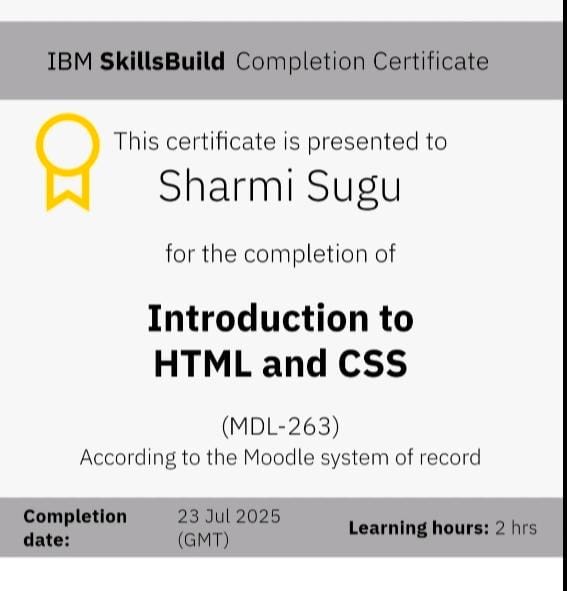 IBM SkillsBuild Completion Certificate
This certificate is presented to
Sharmi Sugu
for the completion of
Introduction to
HTML and CSS
(MDL-263)
According to the Moodle system of record
Completion date: 23 Jul 2025 (GMT) Learning hours: 2 hrs